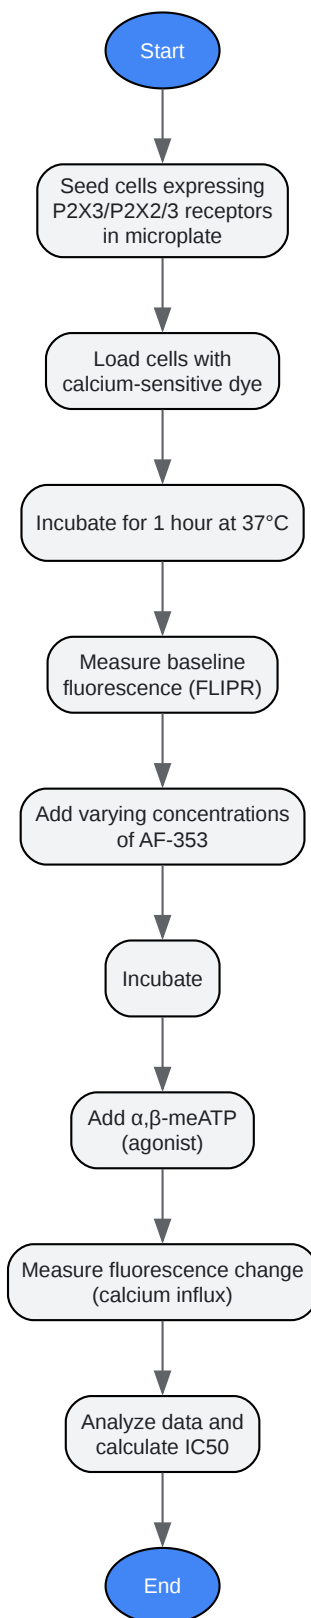 Start
Seed cells expressing
P2X3/P2X2/3 receptors
in microplate
Load cells with
calcium-sensitive dye
Incubate for 1 hour at 37°C
Measure baseline
fluorescence (FLIPR)
Add varying concentrations
of AF-353
Incubate
Add α,β-meATP
(agonist)
Measure fluorescence change
(calcium influx)
Analyze data and
calculate IC50
End